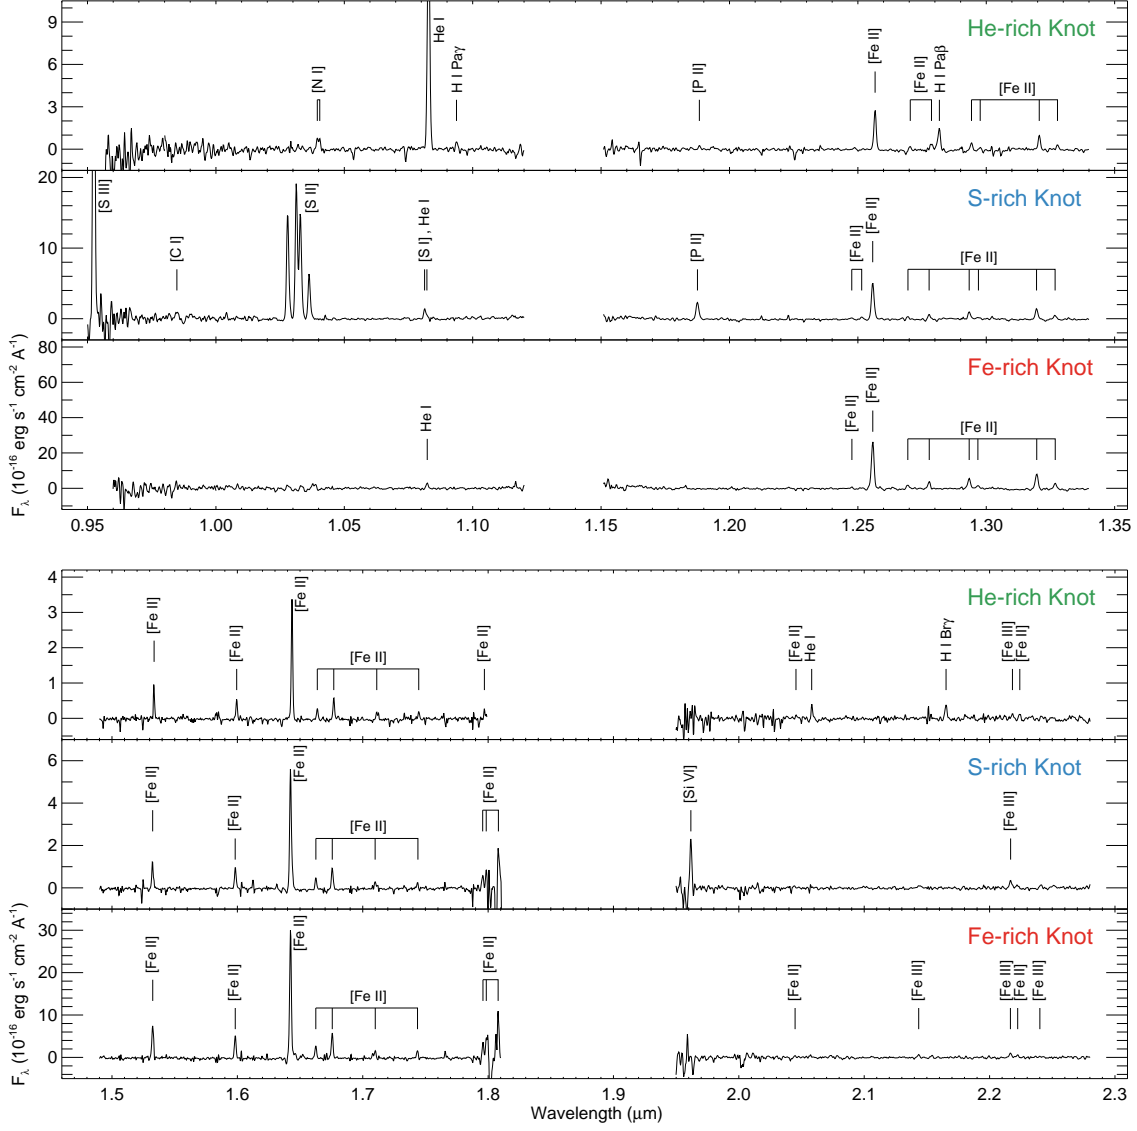 He-rich Knot
9
6
3
0
[N I]
He I
H I Paγ
[P II]
[Fe II]
[Fe II]
H I Paβ
[Fe II]
S-rich Knot
20
10
0
[S III]
[C I]
[S II]
[S I] , He I
[P II]
[Fe II]
[Fe II]
[Fe II]
Fe-rich Knot
80
60
40
20
0
He I
[Fe II]
[Fe II]
[Fe II]
F_λ (10⁻¹⁶ erg s⁻¹ cm⁻² A⁻¹)
0.95 1.00 1.05 1.10 1.15 1.20 1.25 1.30 1.35
He-rich Knot
4
3
2
1
0
[Fe II]
[Fe II]
[Fe II]
[Fe II]
[Fe II]
[Fe II]
He I
H I Brγ
[Fe III]
[Fe II]
S-rich Knot
6
4
2
0
[Fe II]
[Fe II]
[Fe II]
[Fe II]
[Fe II]
[Si VI]
[Fe III]
Fe-rich Knot
30
20
10
0
[Fe II]
[Fe II]
[Fe II]
[Fe II]
[Fe II]
[Fe II]
[Fe III]
[Fe III]
[Fe II]
[Fe III]
F_λ (10⁻¹⁶ erg s⁻¹ cm⁻² A⁻¹)
1.5 1.6 1.7 1.8 1.9 2.0 2.1 2.2 2.3
Wavelength (μm)